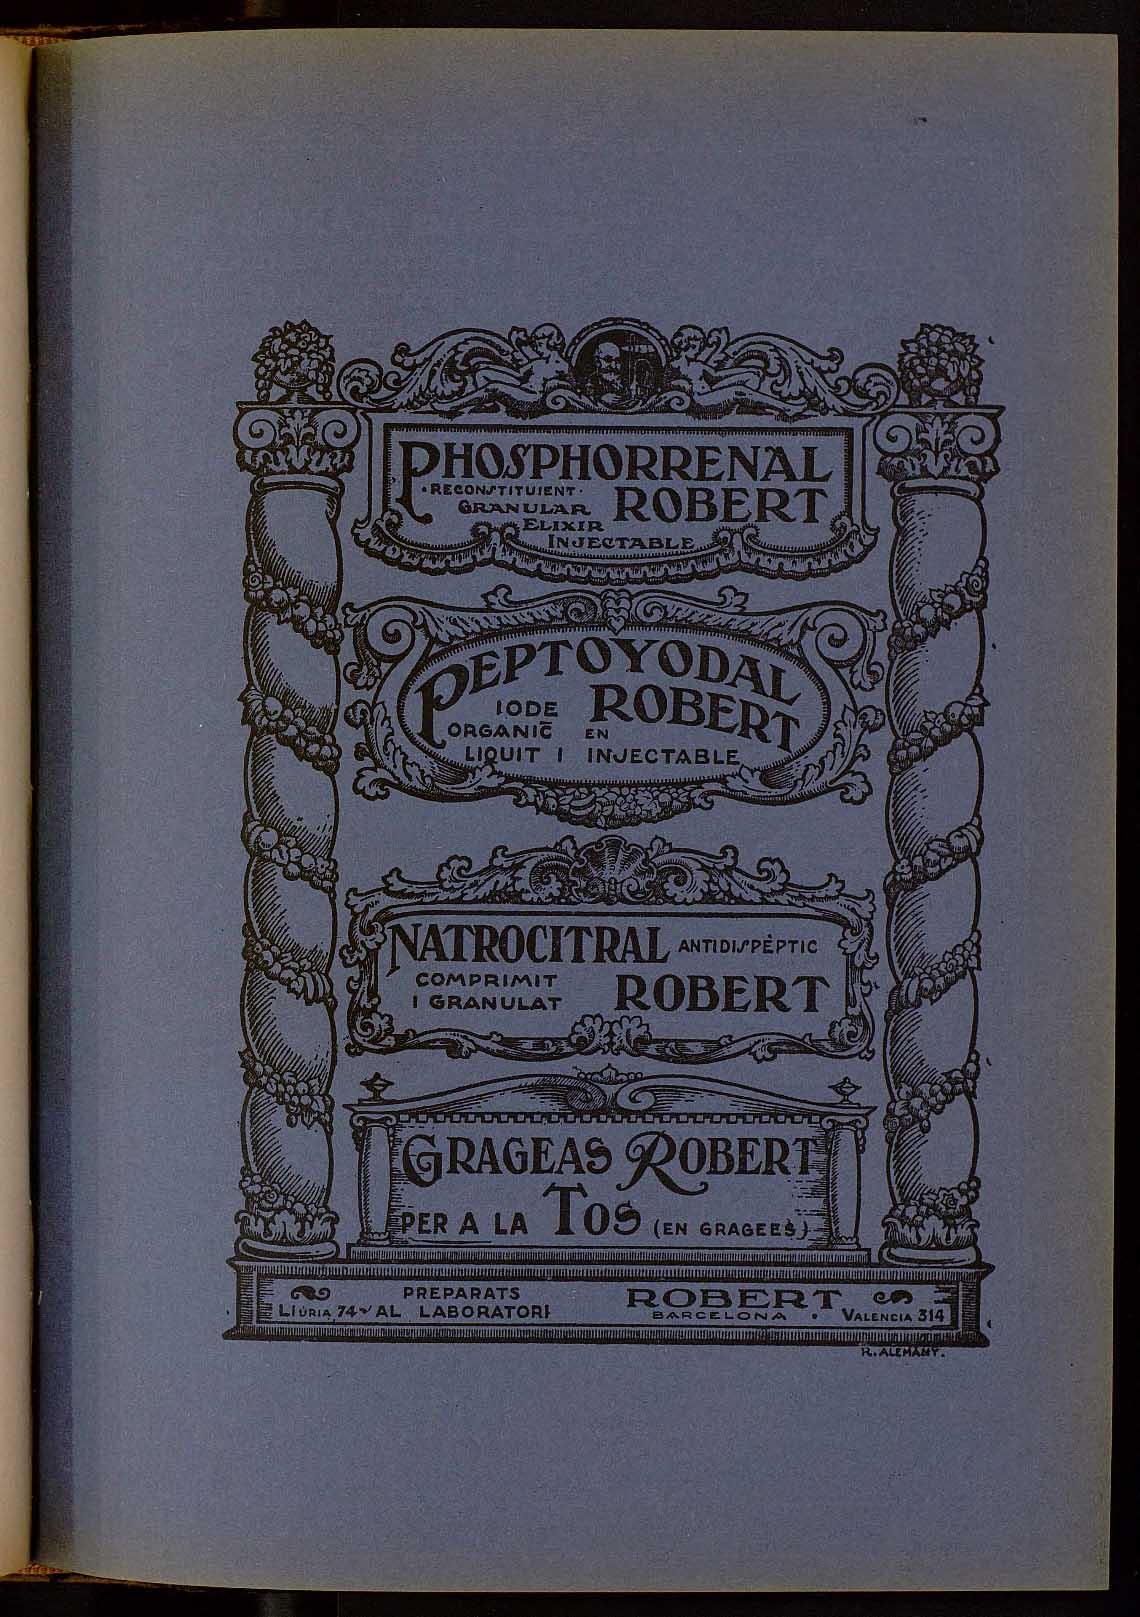 PHOSPHORRENAL
·RECONSTITUIENT· ROBERT
GRANULAR
ELIXIR
INJECTABLE
PEPTOYODAL
IODE ROBERT
ORGANIC̄ EN
LIQUIT I INJECTABLE
NATROCITRAL ANTIDISPÈPTIC
COMPRIMIT ROBERT
I GRANULAT
GRAGEAS ROBERT
PER A LA TOS (EN GRAGEES)
PREPARATS ROBERT
LLÚRIA, 74 AL LABORATORI BARCELONA · VALENCIA 314
R. ALEMANY.